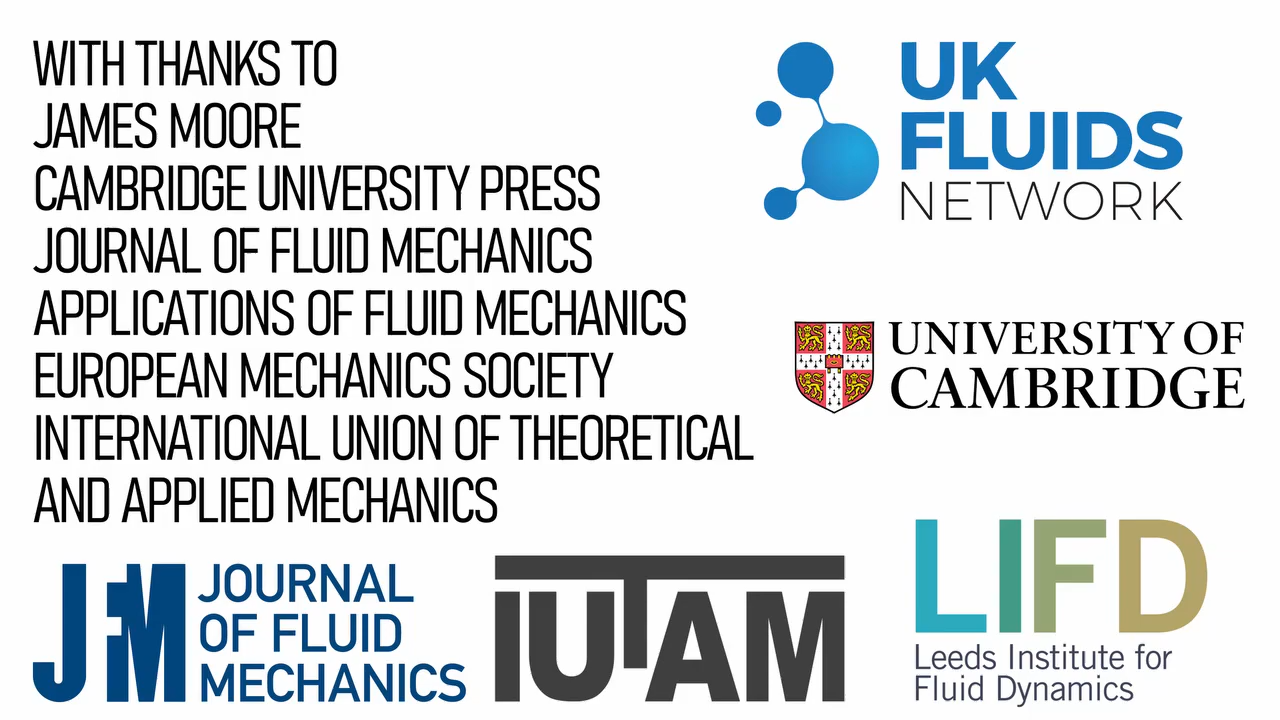 WITH THANKS TO
JAMES MOORE
CAMBRIDGE UNIVERSITY PRESS
JOURNAL OF FLUID MECHANICS
APPLICATIONS OF FLUID MECHANICS
EUROPEAN MECHANICS SOCIETY
INTERNATIONAL UNION OF THEORETICAL
AND APPLIED MECHANICS
UK
FLUIDS
NETWORK
UNIVERSITY OF
CAMBRIDGE
JFM
JOURNAL
OF FLUID
MECHANICS
IUTAM
LIFD
Leeds Institute for
Fluid Dynamics